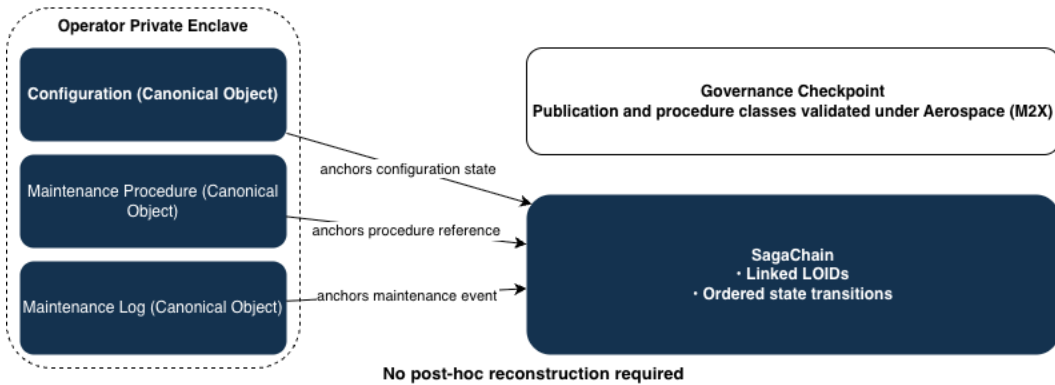 Operator Private Enclave
Configuration (Canonical Object)
Maintenance Procedure (Canonical
Object)
Maintenance Log (Canonical Object)
anchors configuration state
anchors procedure reference
anchors maintenance event
Governance Checkpoint
Publication and procedure classes validated under Aerospace (M2X)
SagaChain
· Linked LOIDs
· Ordered state transitions
No post-hoc reconstruction required